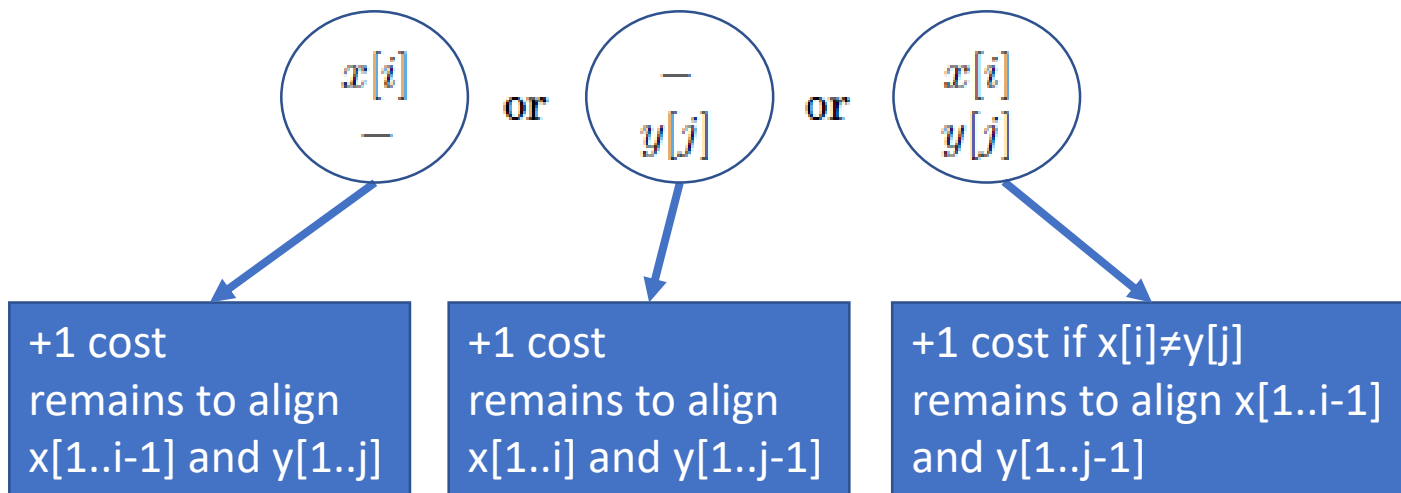 x[i]
–
or
–
y[j]
or
x[i]
y[j]
+1 cost
remains to align
x[1..i-1] and y[1..j]
+1 cost
remains to align
x[1..i] and y[1..j-1]
+1 cost if x[i]≠y[j]
remains to align x[1..i-1]
and y[1..j-1]